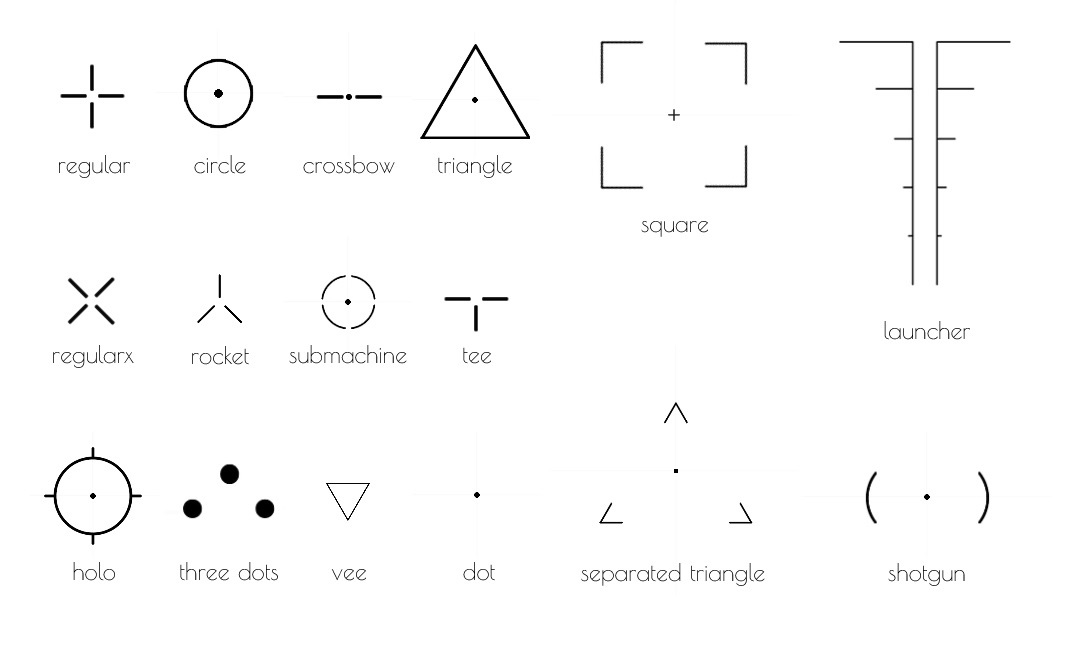 regular
circle
crossbow
triangle
square
launcher
regularx
rocket
submachine
tee
holo
three dots
vee
dot
separated triangle
shotgun